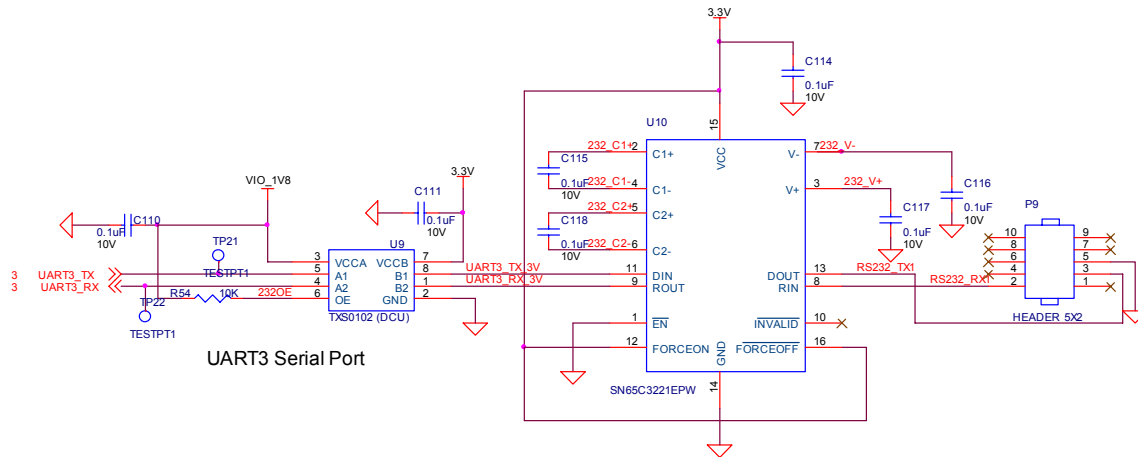 3.3V
C114
0.1uF
10V
U10
15
VCC
232_C1+ 2 C1+
C115
0.1uF
10V
232_C1- 4 C1-
232_C2+ 5 C2+
C118
0.1uF
10V
232_C2- 6 C2-
V- 7 232_V-
V+ 3 232_V+
C116
0.1uF
10V
C117
0.1uF
10V
P9
10 9
8 7
6 5
4 3
2 1
HEADER 5X2
VIO_1V8
3.3V
C110
0.1uF
10V
C111
0.1uF
10V
TP21
TESTPT1
U9
3 VCCA VCCB 7
5 A1 B1 8
4 A2 B2 1
6 OE GND 2
TXS0102 (DCU)
3 UART3_TX
3 UART3_RX
R54 10K 232OE
TP22
TESTPT1
UART3_TX_3V 11 DIN
UART3_RX_3V 9 ROUT
DOUT 13 RS232_TX1
RIN 8 RS232_RX1
1 EN
INVALID 10
12 FORCEON
FORCEOFF 16
GND
14
SN65C3221EPW
UART3 Serial Port